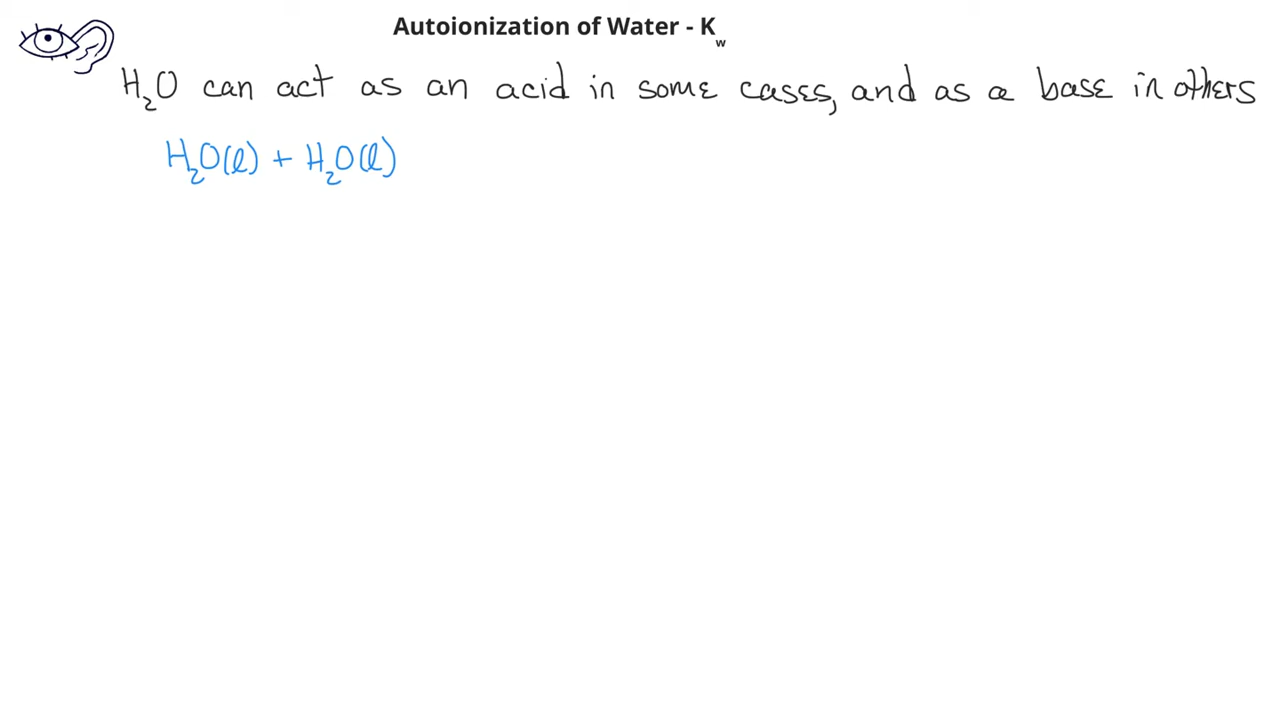 Autoionization of Water - Kw
H2O can act as an acid in some cases, and as a base in others
H2O(l) + H2O(l)